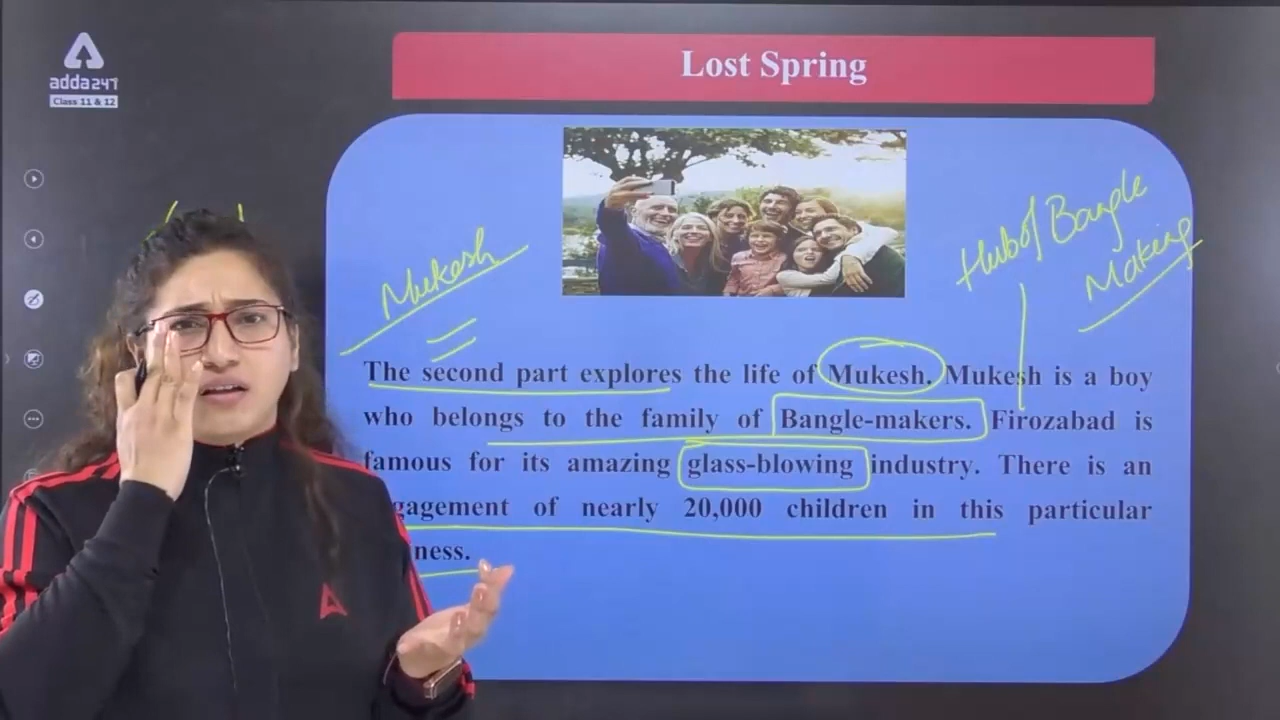 adda247
Class 11 & 12
Lost Spring
Mukesh
Hub of Bangle
Making
The second part explores the life of Mukesh. Mukesh is a boy
who belongs to the family of Bangle-makers. Firozabad is
famous for its amazing glass-blowing industry. There is an
gagement of nearly 20,000 children in this particular
iness.